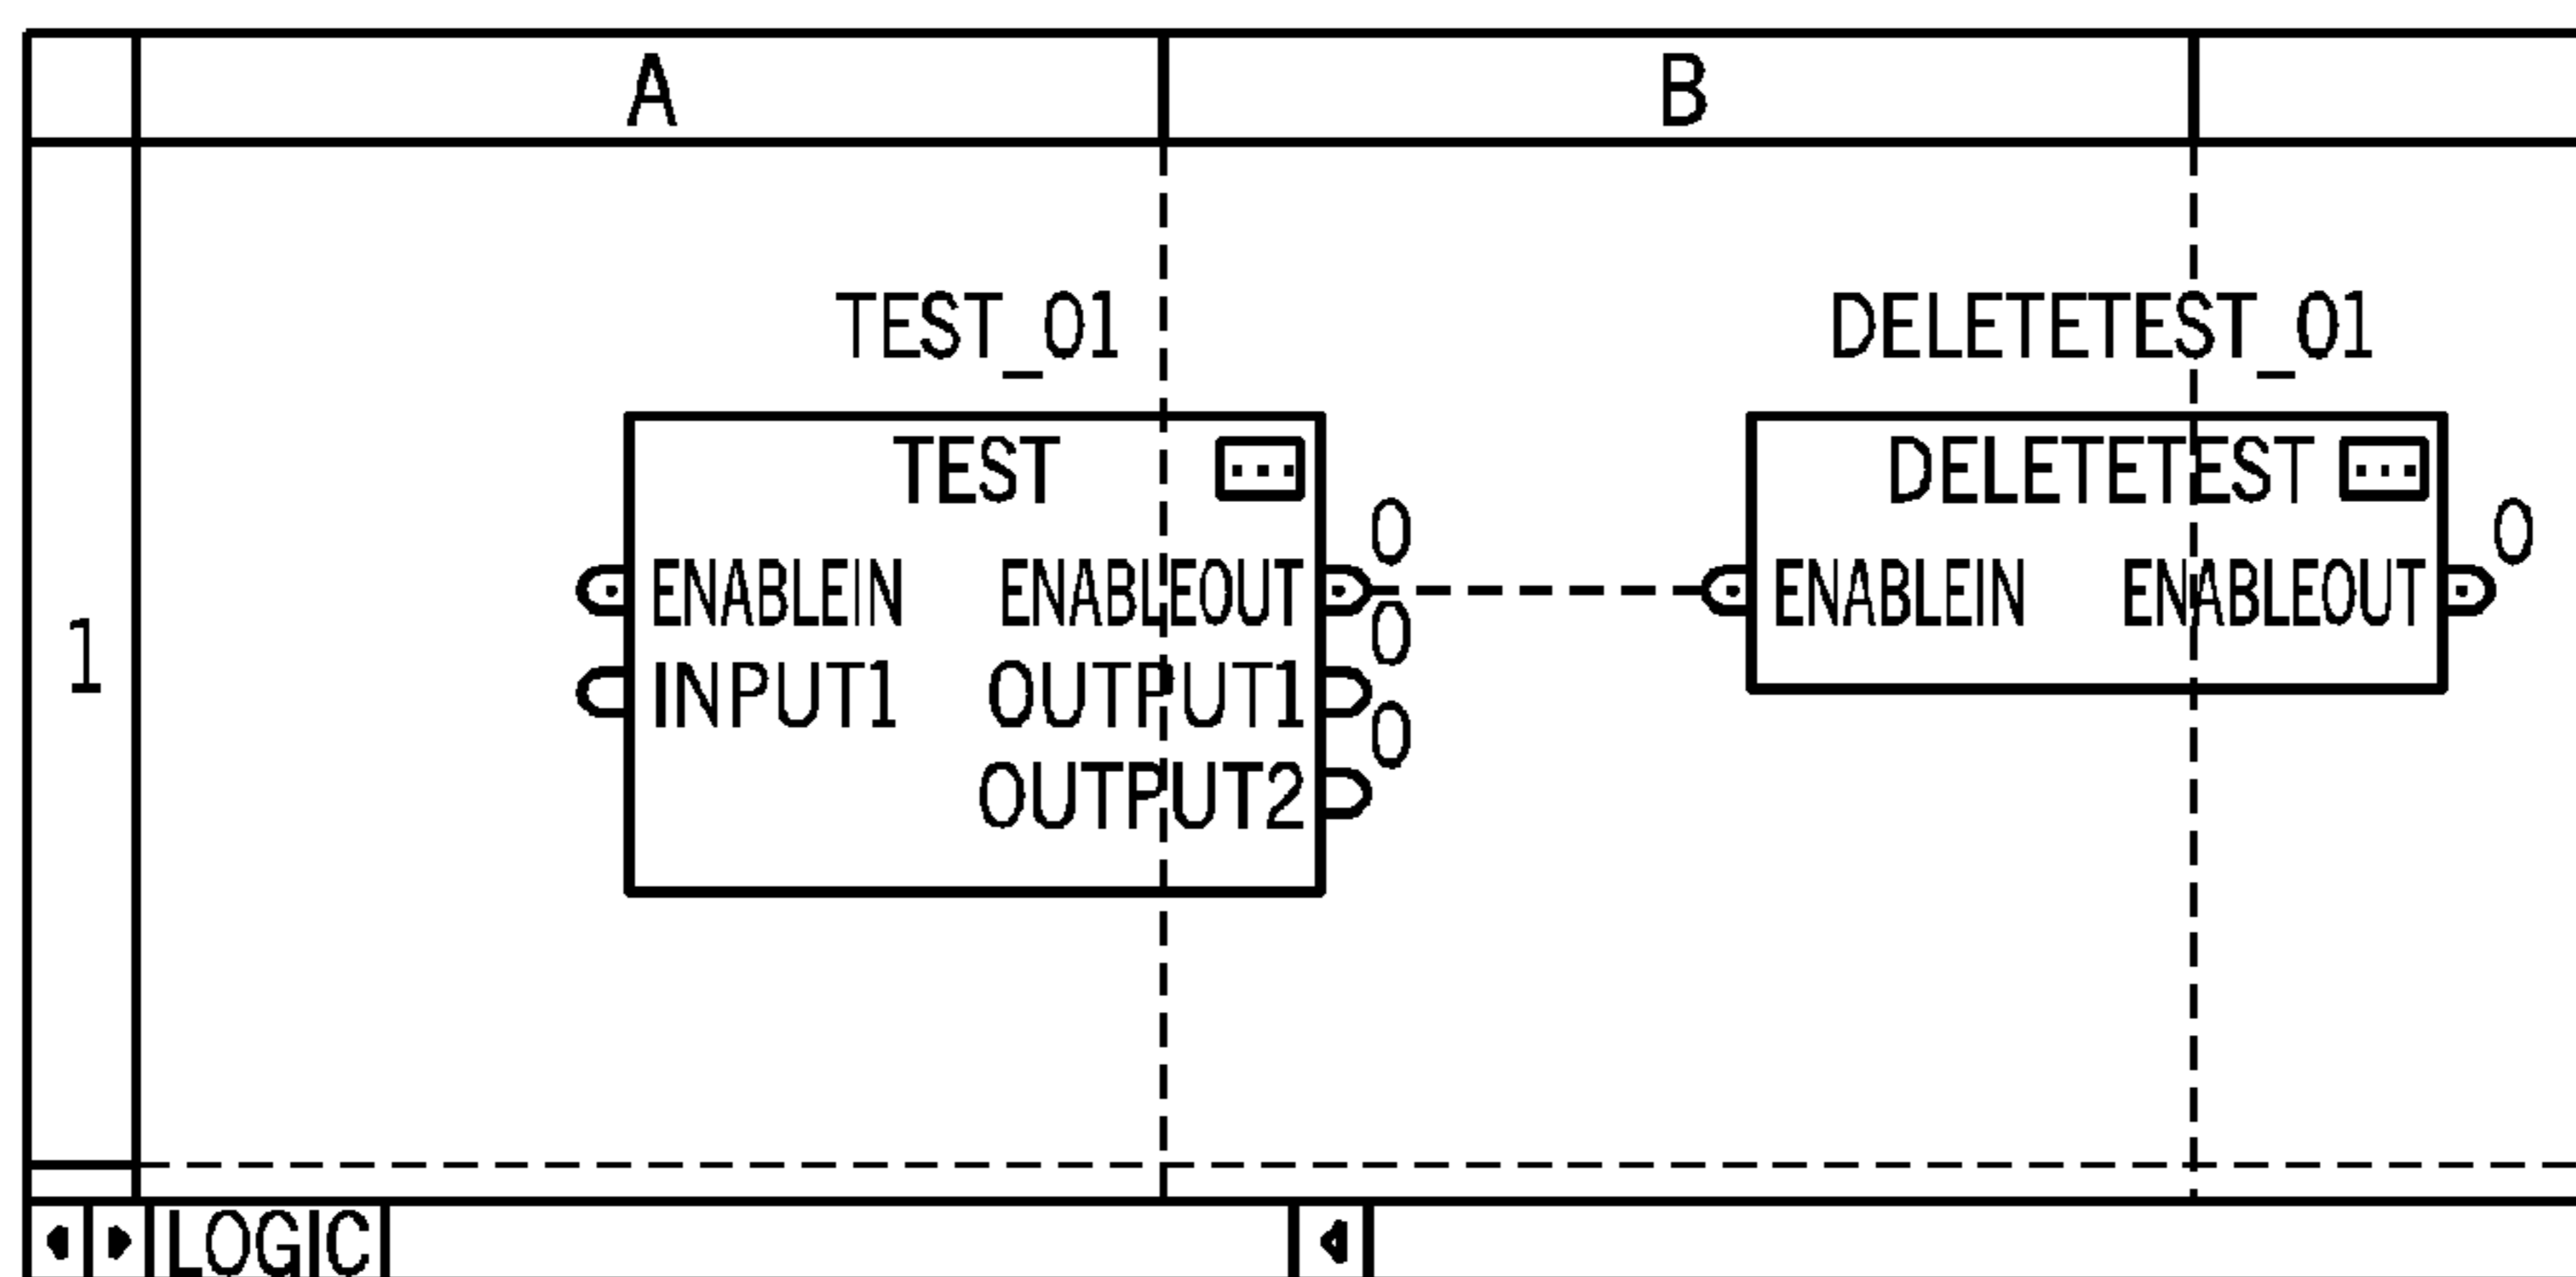 A B
TEST_01 DELETETEST_01
TEST ... DELETETEST ...
0 0
ENABLEIN ENABLEOUT ENABLEIN ENABLEOUT
0
1
INPUT1 OUTPUT1
0
OUTPUT2
LOGIC